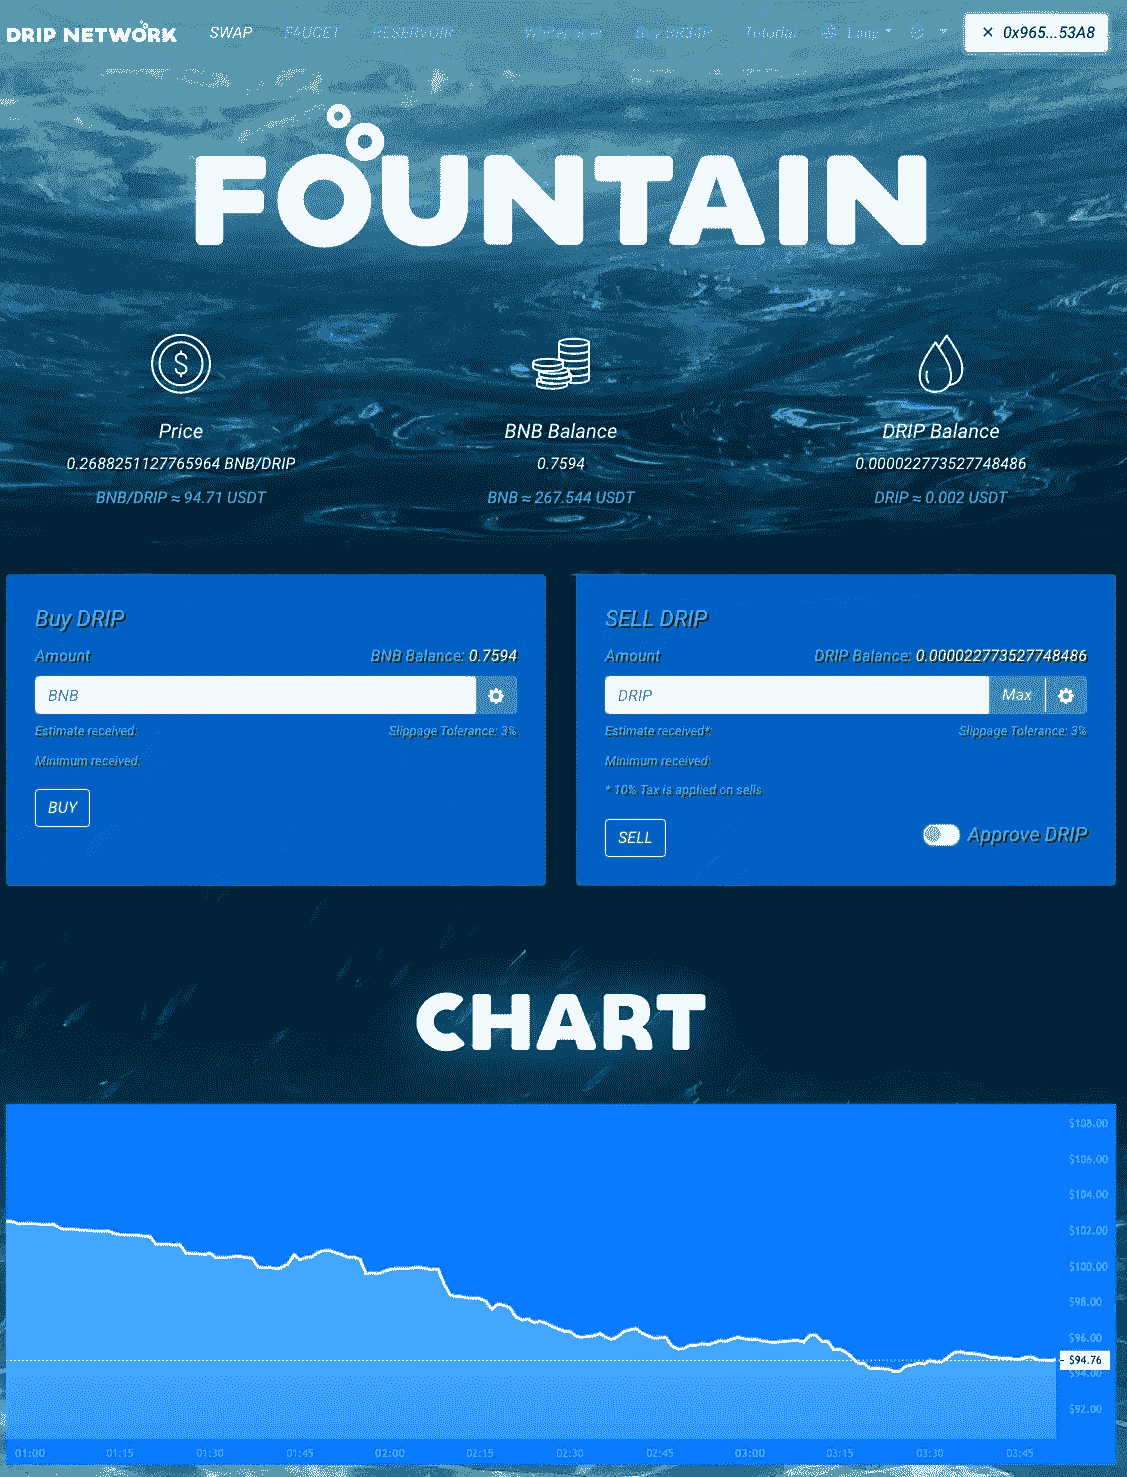 DRIP NETWORK SWAP FAUCET RESERVOIR Whitepaper Buy BR34P Tutorial Lang 0x965...53A8
FOUNTAIN
Price
0.2688251127765964 BNB/DRIP
BNB/DRIP ≈ 94.71 USDT
BNB Balance
0.7594
BNB ≈ 267.544 USDT
DRIP Balance
0.000022773527748486
DRIP ≈ 0.002 USDT
Buy DRIP
Amount BNB Balance: 0.7594
BNB
Estimate received: Slippage Tolerance: 3%
Minimum received:
BUY
SELL DRIP
Amount DRIP Balance: 0.000022773527748486
DRIP Max
Estimate received*: Slippage Tolerance: 3%
Minimum received:
* 10% Tax is applied on sells
SELL Approve DRIP
CHART
$108.00
$106.00
$104.00
$102.00
$100.00
$98.00
$96.00
$94.76
$94.00
$92.00
01:00 01:15 01:30 01:45 02:00 02:15 02:30 02:45 03:00 03:15 03:30 03:45